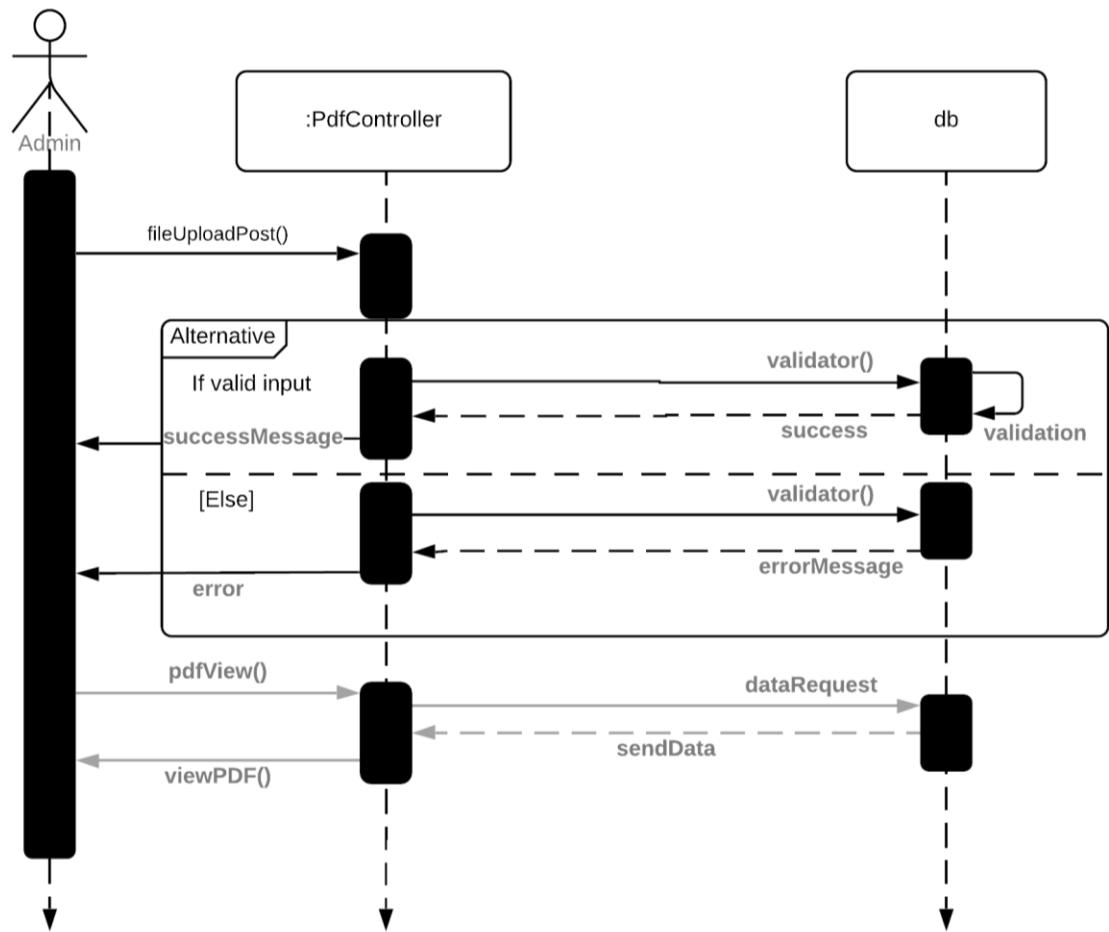 Admin
:PdfController
db
fileUploadPost()
Alternative
If valid input
validator()
success
validation
successMessage
[Else]
validator()
errorMessage
error
pdfView()
dataRequest
sendData
viewPDF()